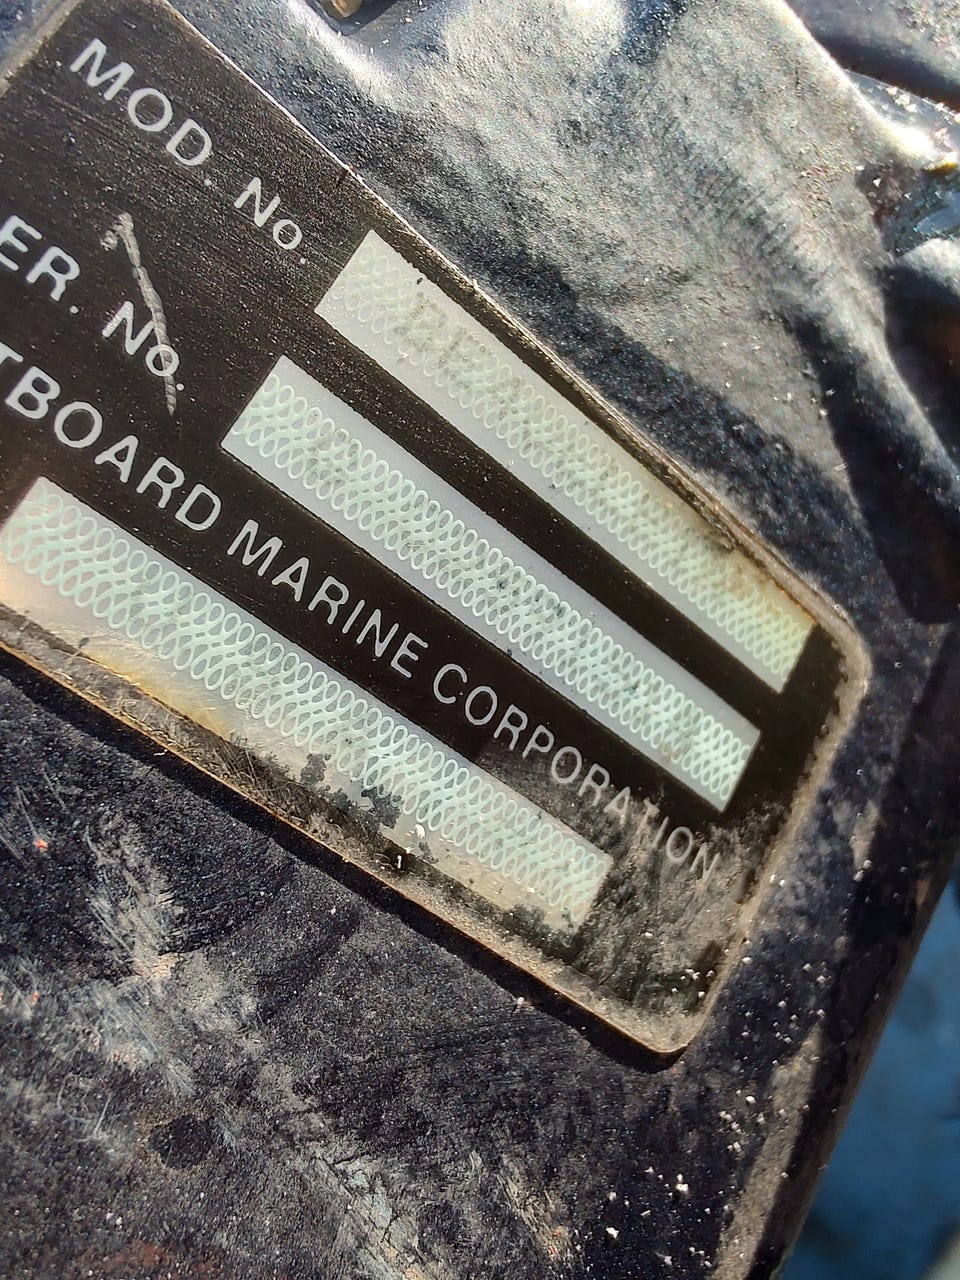 MOD. No.
ER. No.
TBOARD MARINE CORPORATION